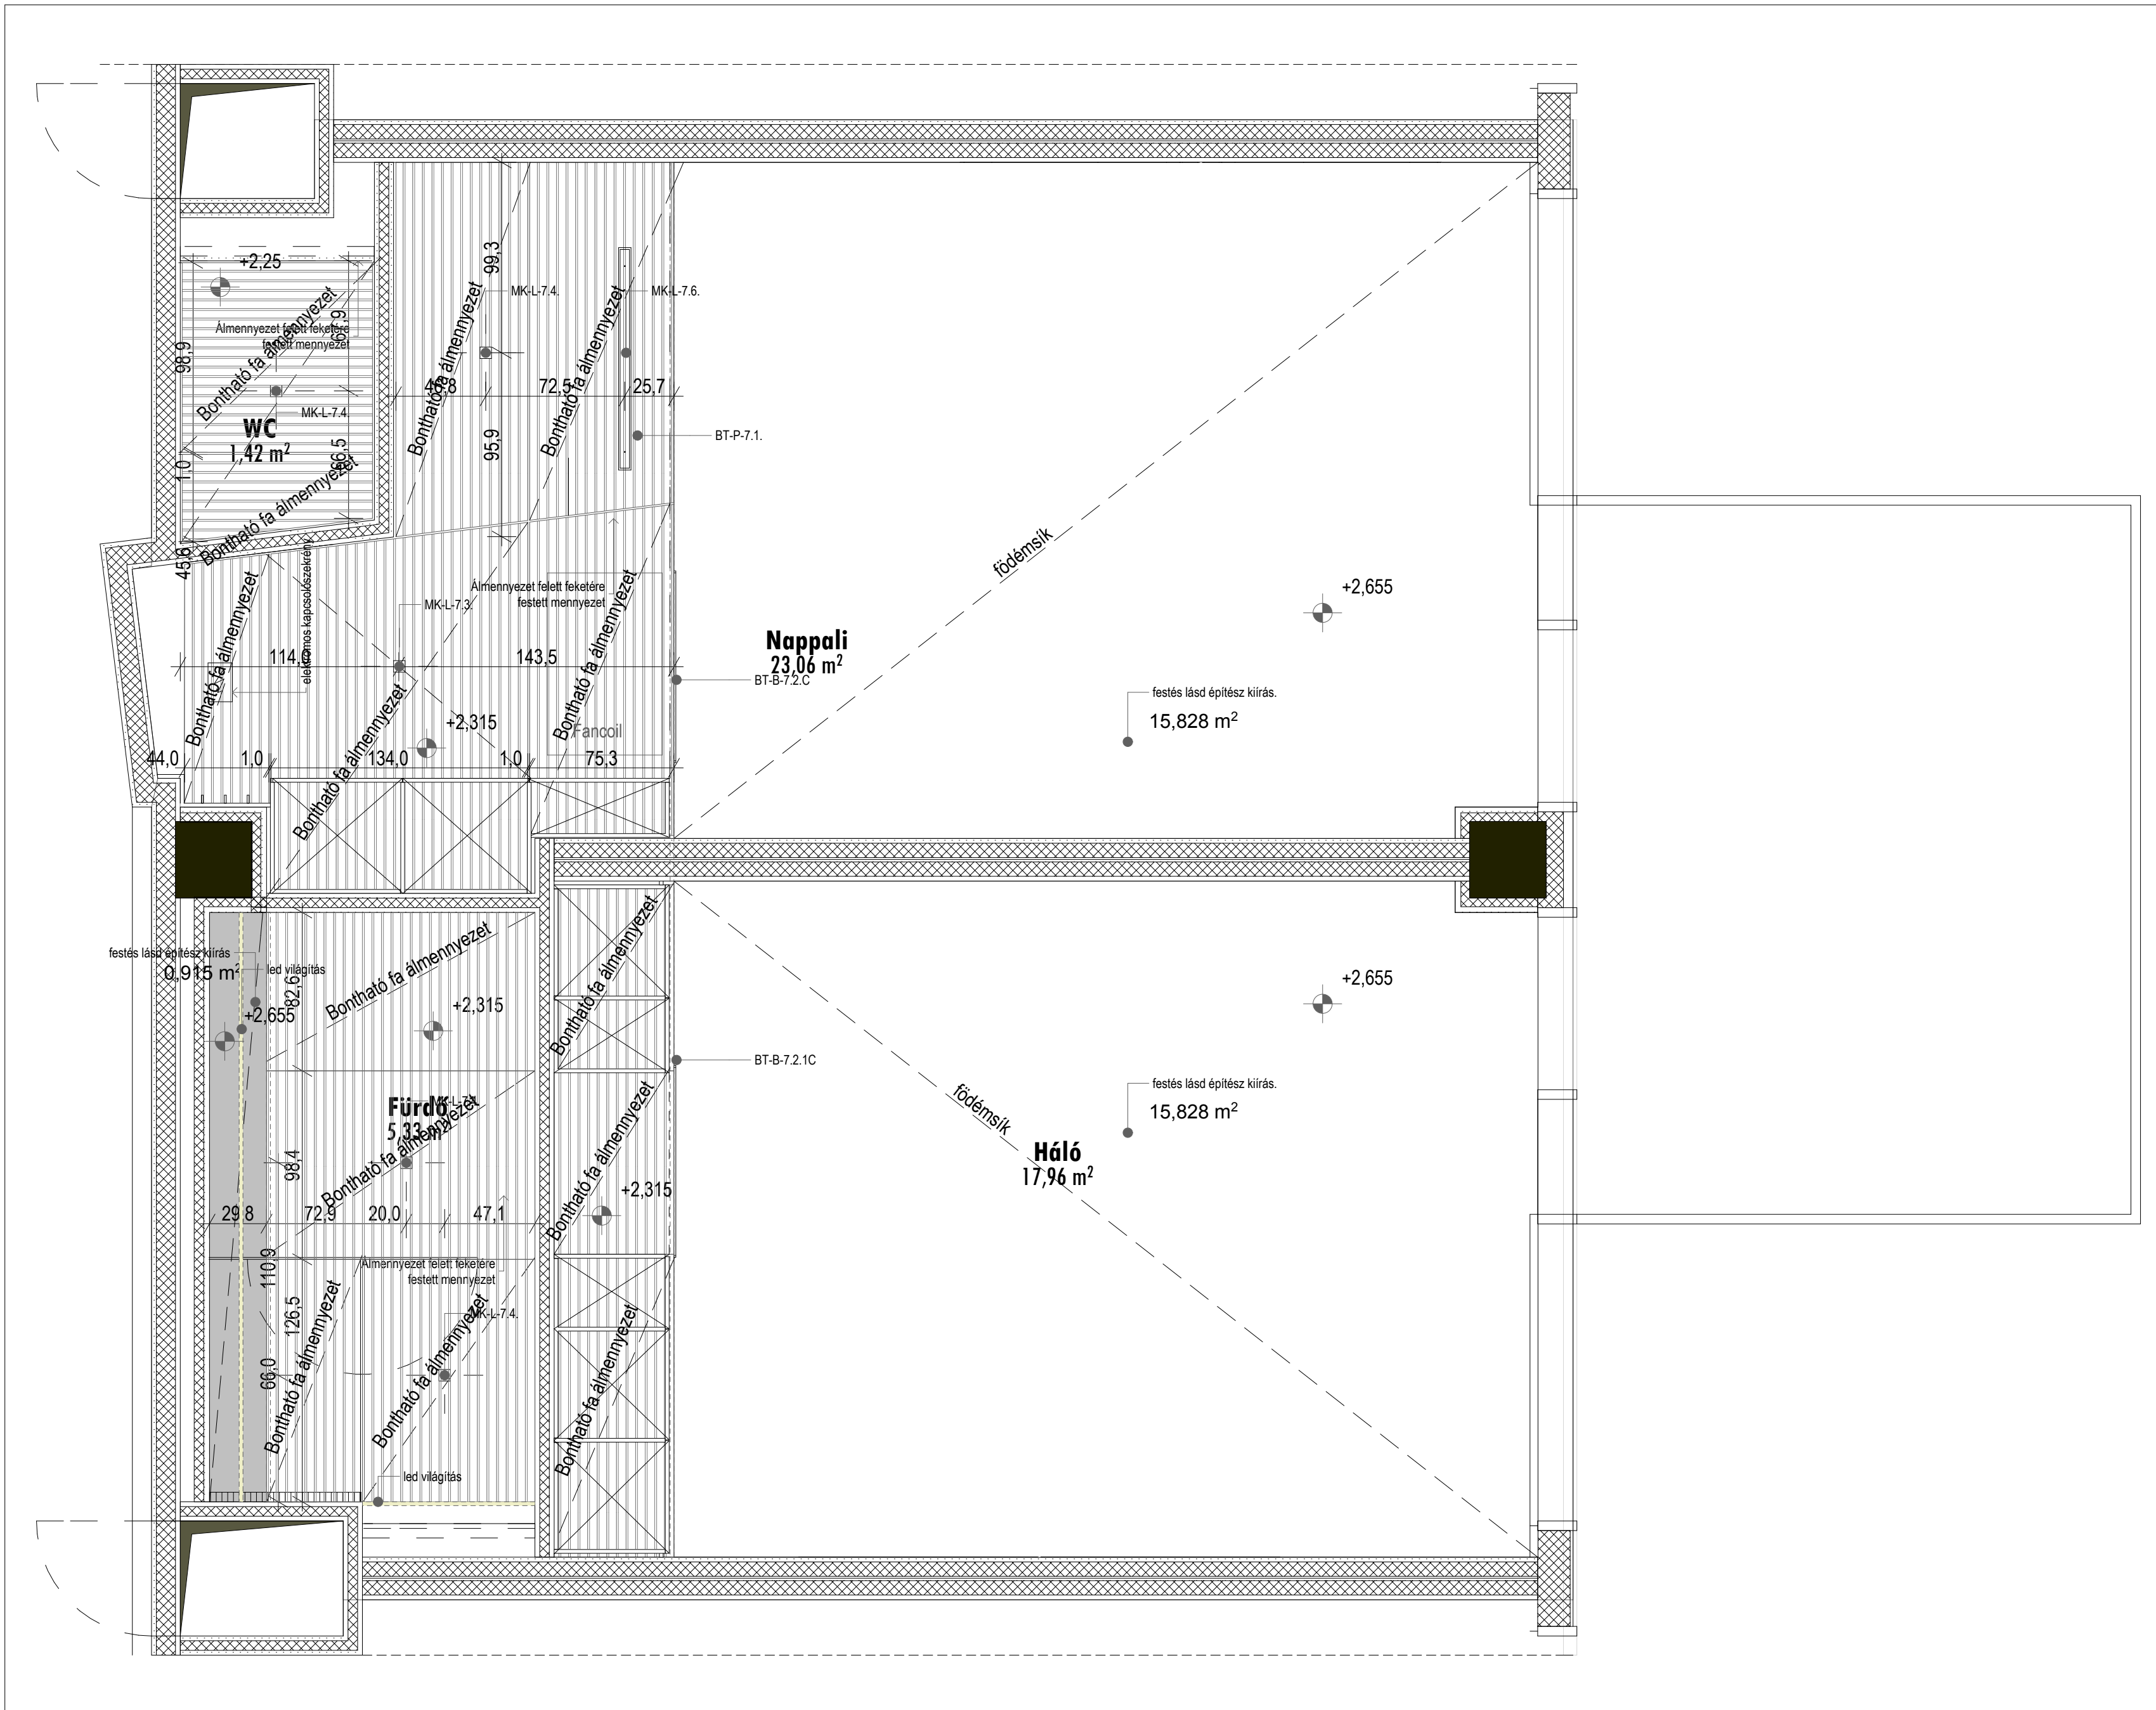 +2,25
Álmennyezet felett feketére
festett mennyezet
Bontható fa álmennyezet
98,9
MK-L-7.4.
WC
1,42 m²
66,5
1,0
Bontható fa álmennyezet
45,6
99,3
MK-L-7.4.
MK-L-7.6.
Bontható fa álmennyezet
Bontható fa álmennyezet
72,5
25,7
95,9
BT-P-7.1.
elektromos kapcsolószekrény
Bontható fa álmennyezet
Álmennyezet felett feketére
festett mennyezet
MK-L-7.3.
Bontható fa álmennyezet
143,5
Nappali
23,06 m²
BT-B-7.2.C
+2,315
Fancoil
Bontható fa álmennyezet
44,0
1,0
134,0
1,0
75,3
födémsík
+2,655
festés lásd építész kiírás.
15,828 m²
festés lásd építész kiírás
0,915 m²
led világítás
82,6
+2,655
Bontható fa álmennyezet
+2,315
Bontható fa álmennyezet
BT-B-7.2.1C
Fürdő
5,33 m²
Bontható fa álmennyezet
98,4
29,8
72,9
20,0
47,1
Bontható fa álmennyezet
+2,315
110,9
126,5
66,0
Álmennyezet felett feketére
festett mennyezet
MK-L-7.4.
Bontható fa álmennyezet
Bontható fa álmennyezet
Bontható fa álmennyezet
led világítás
födémsík
+2,655
festés lásd építész kiírás.
15,828 m²
Háló
17,96 m²